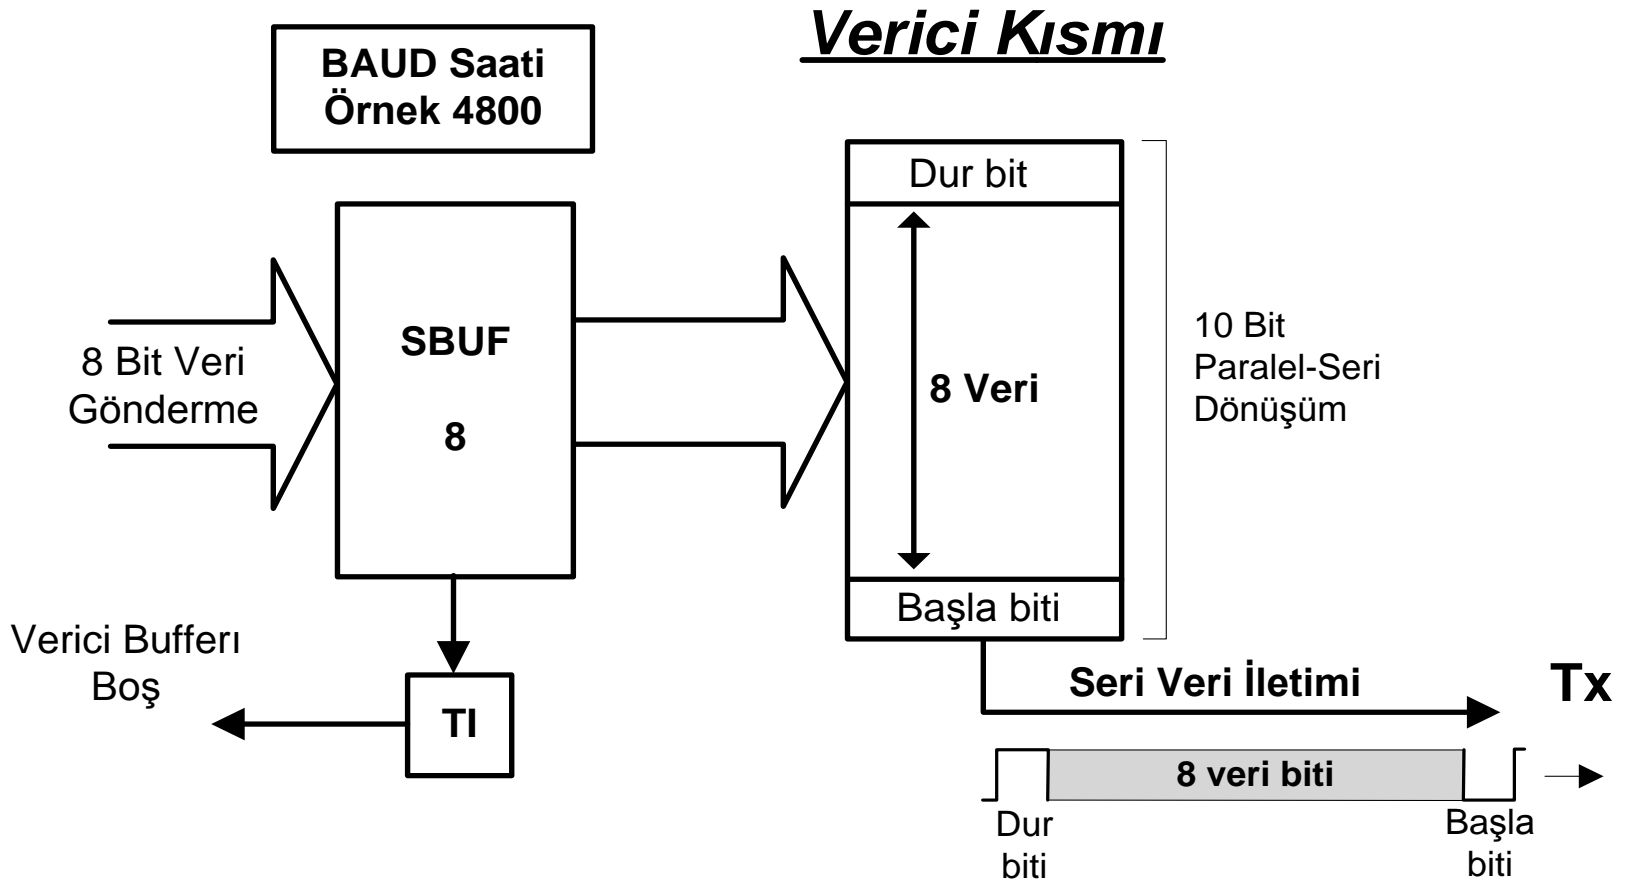 Verici Kısmı
BAUD Saati
Örnek 4800
Dur bit
8 Bit Veri
Gönderme
SBUF
8
8 Veri
10 Bit
Paralel-Seri
Dönüşüm
Başla biti
Verici Bufferı
Boş
TI
Seri Veri İletimi
Tx
8 veri biti
Dur
biti
Başla
biti